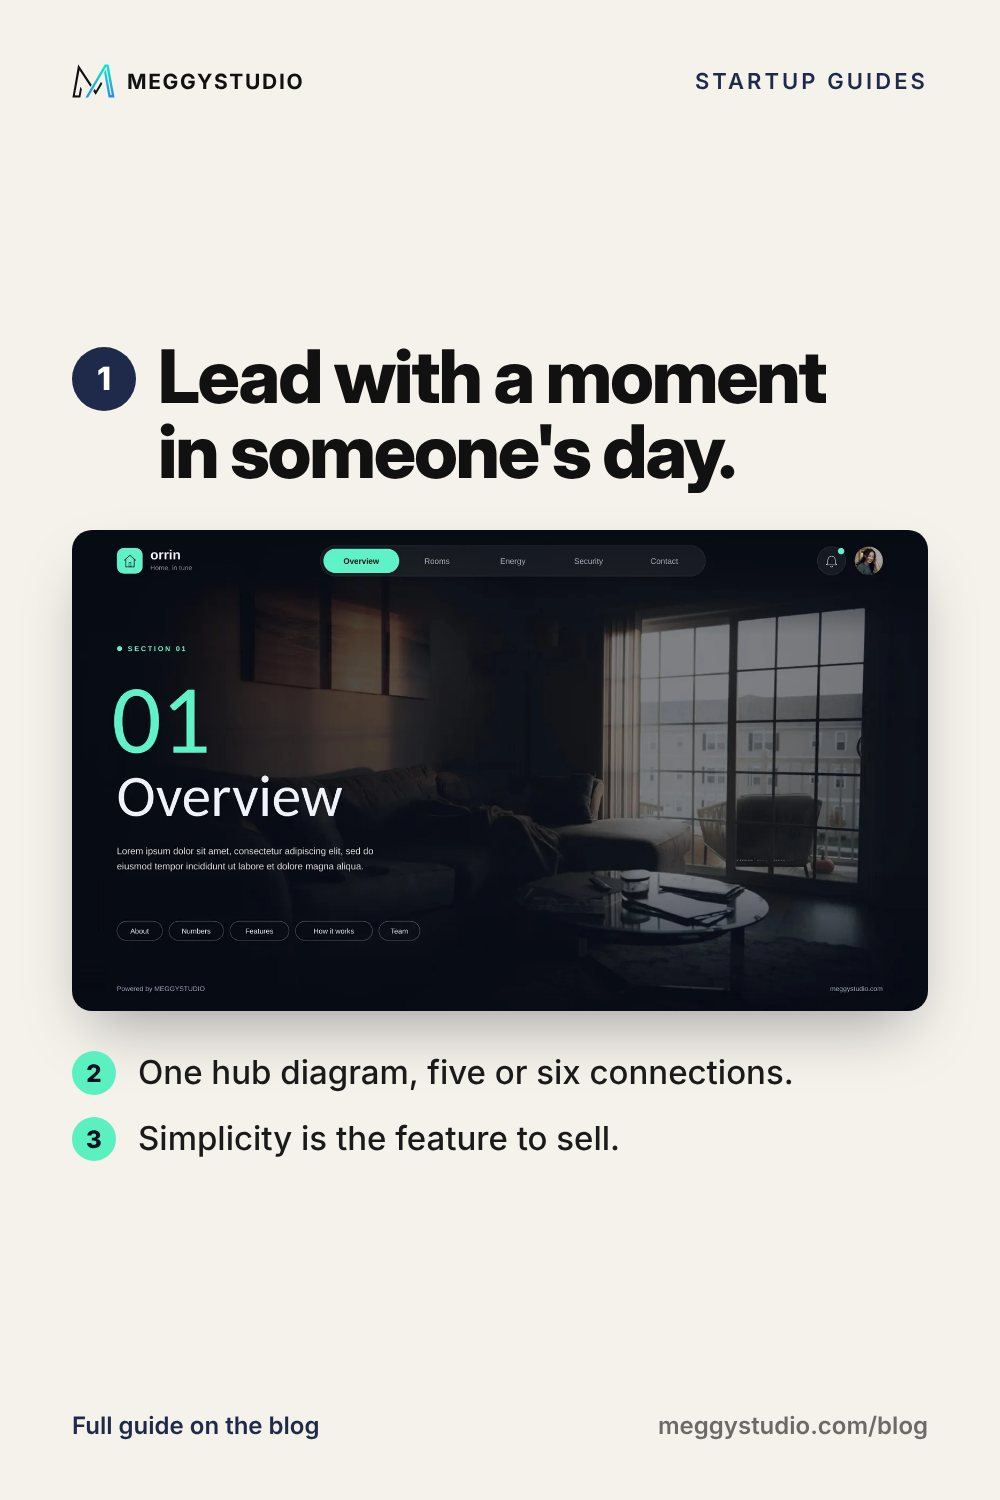 MEGGYSTUDIO
STARTUP GUIDES
1 Lead with a moment
in someone's day.
orrin
Home, in tune
Overview Rooms Energy Security Contact
SECTION 01
01
Overview
Lorem ipsum dolor sit amet, consectetur adipiscing elit, sed do
eiusmod tempor incididunt ut labore et dolore magna aliqua.
About Numbers Features How it works Team
Powered by MEGGYSTUDIO
meggystudio.com
2 One hub diagram, five or six connections.
3 Simplicity is the feature to sell.
Full guide on the blog
meggystudio.com/blog